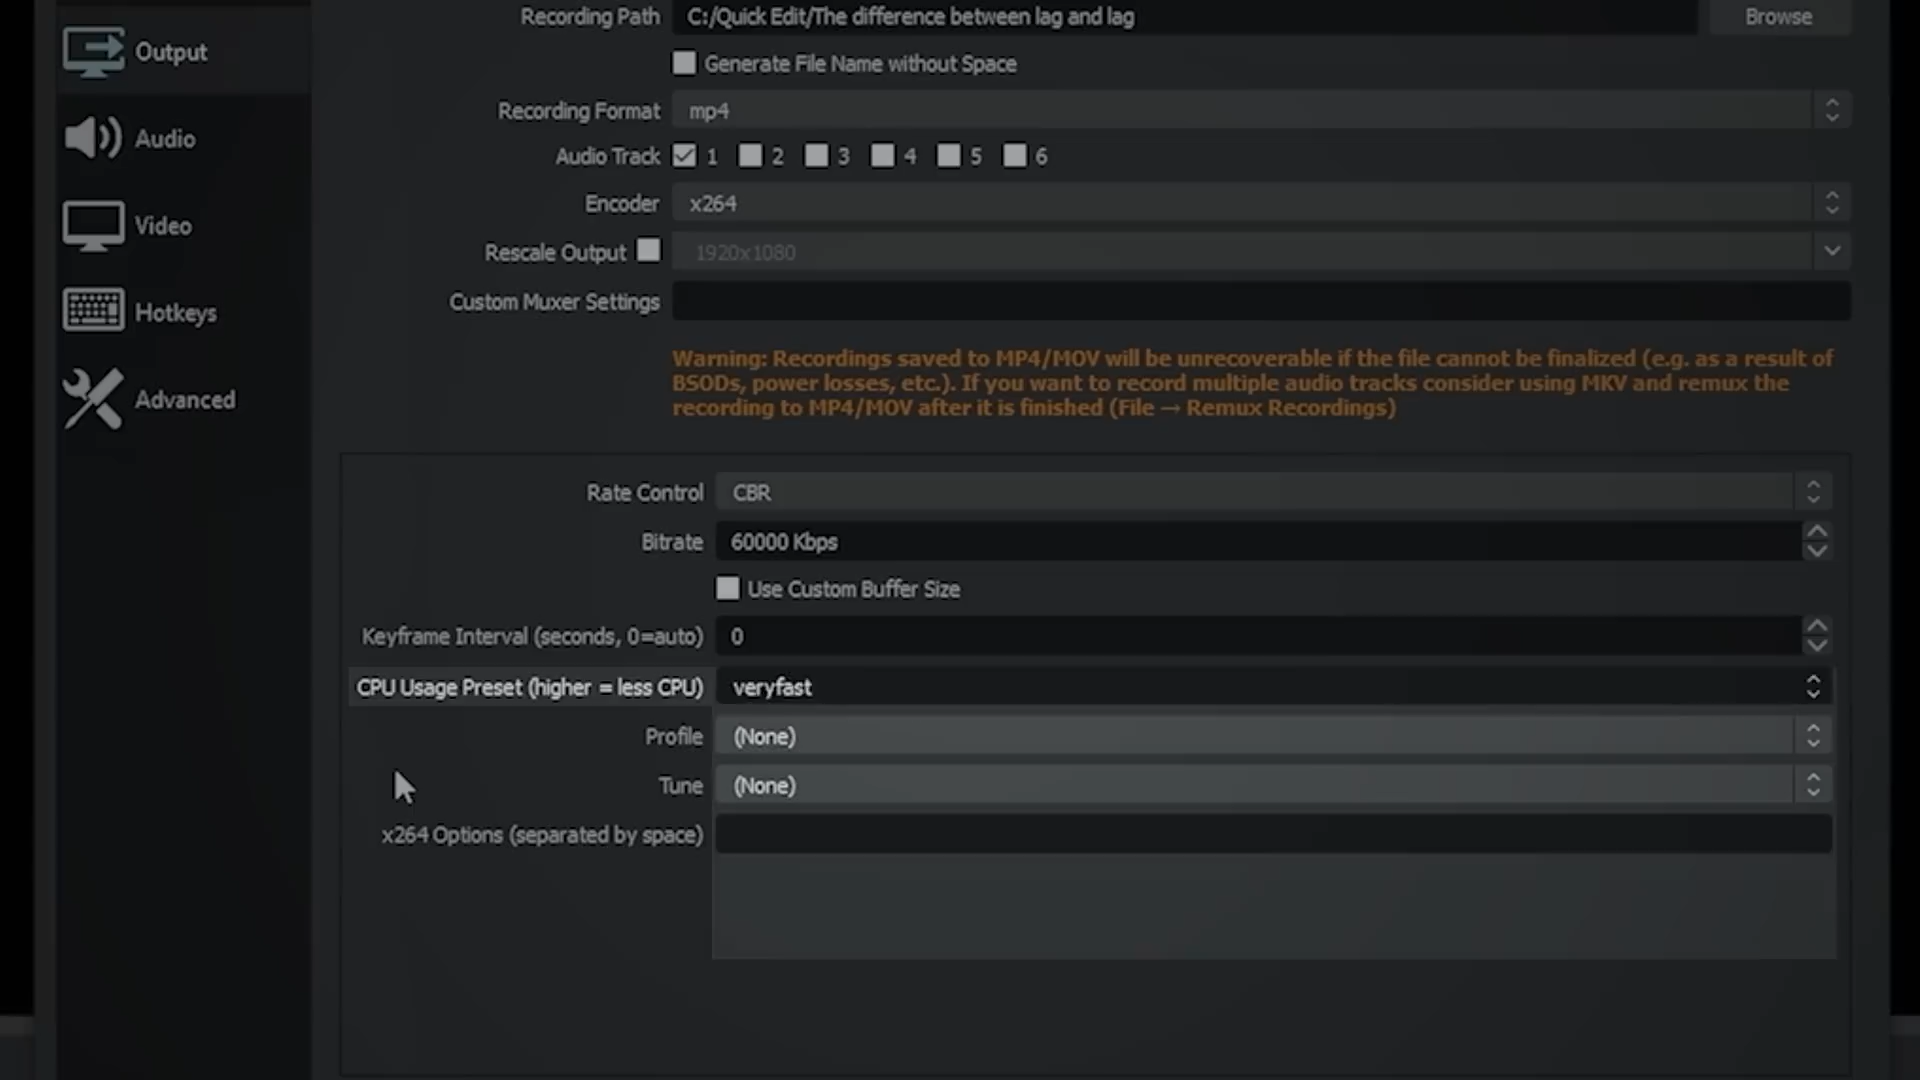 Output
Audio
Video
Hotkeys
Advanced
Recording Path C:/Quick Edit/The difference between lag and lag Browse
Generate File Name without Space
Recording Format mp4
Audio Track 1 2 3 4 5 6
Encoder x264
Rescale Output 1920x1080
Custom Muxer Settings
Warning: Recordings saved to MP4/MOV will be unrecoverable if the file cannot be finalized (e.g. as a result of
BSODs, power losses, etc.). If you want to record multiple audio tracks consider using MKV and remux the
recording to MP4/MOV after it is finished (File → Remux Recordings)
Rate Control CBR
Bitrate 60000 Kbps
Use Custom Buffer Size
Keyframe Interval (seconds, 0=auto) 0
CPU Usage Preset (higher = less CPU) veryfast
Profile (None)
Tune (None)
x264 Options (separated by space)